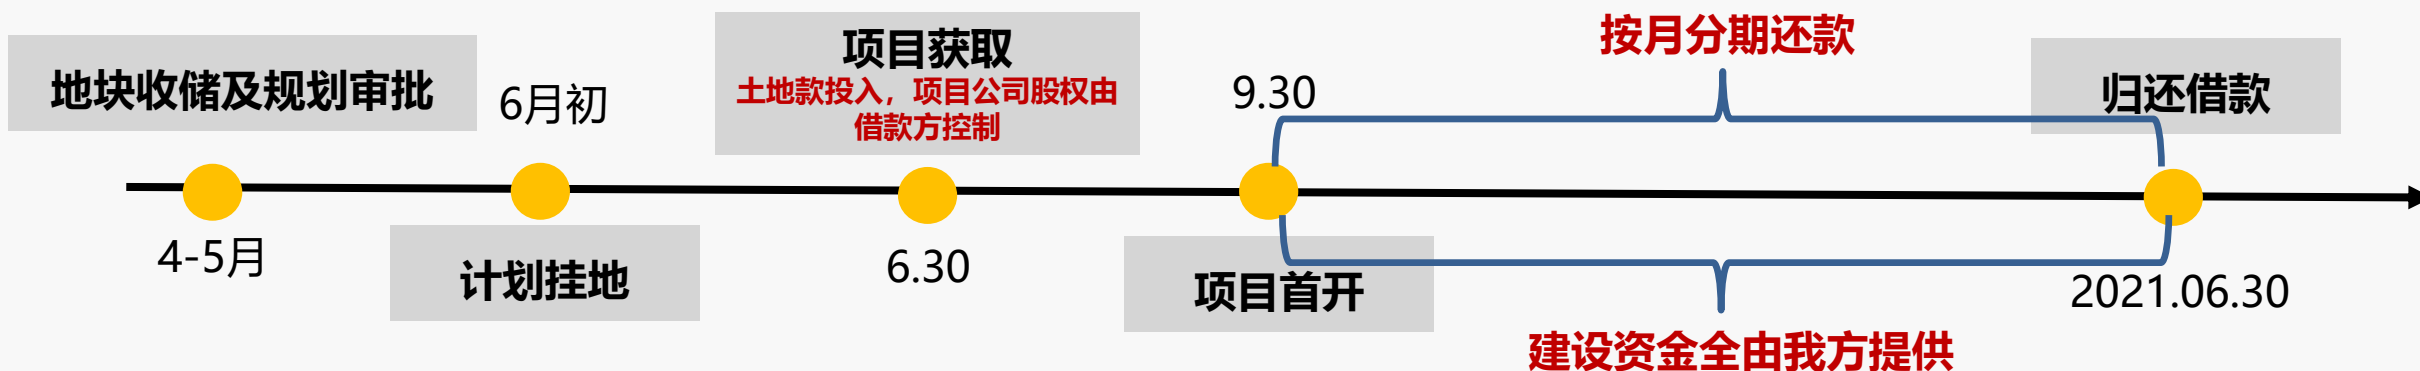 地块收储及规划审批
4-5月
6月初
计划挂地
项目获取
土地款投入，项目公司股权由
借款方控制
6.30
9.30
项目首开
按月分期还款
建设资金全由我方提供
归还借款
2021.06.30